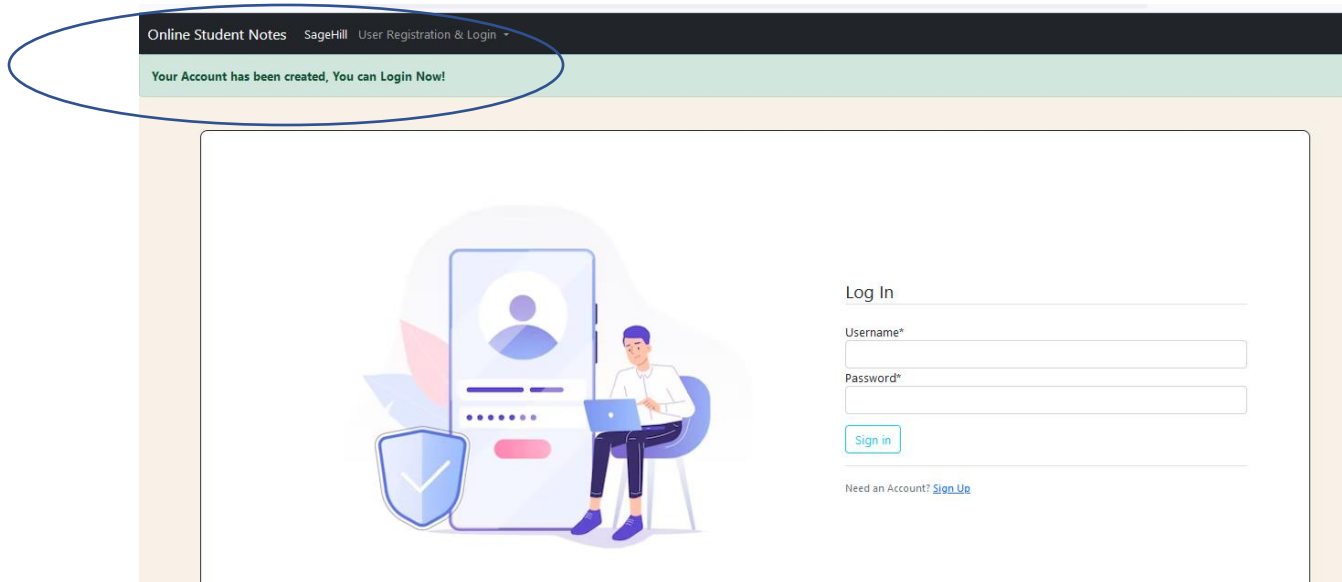 Online Student Notes SageHill User Registration & Login
Your Account has been created, You can Login Now!
Log In
Username*
Password*
Sign in
Need an Account? Sign Up